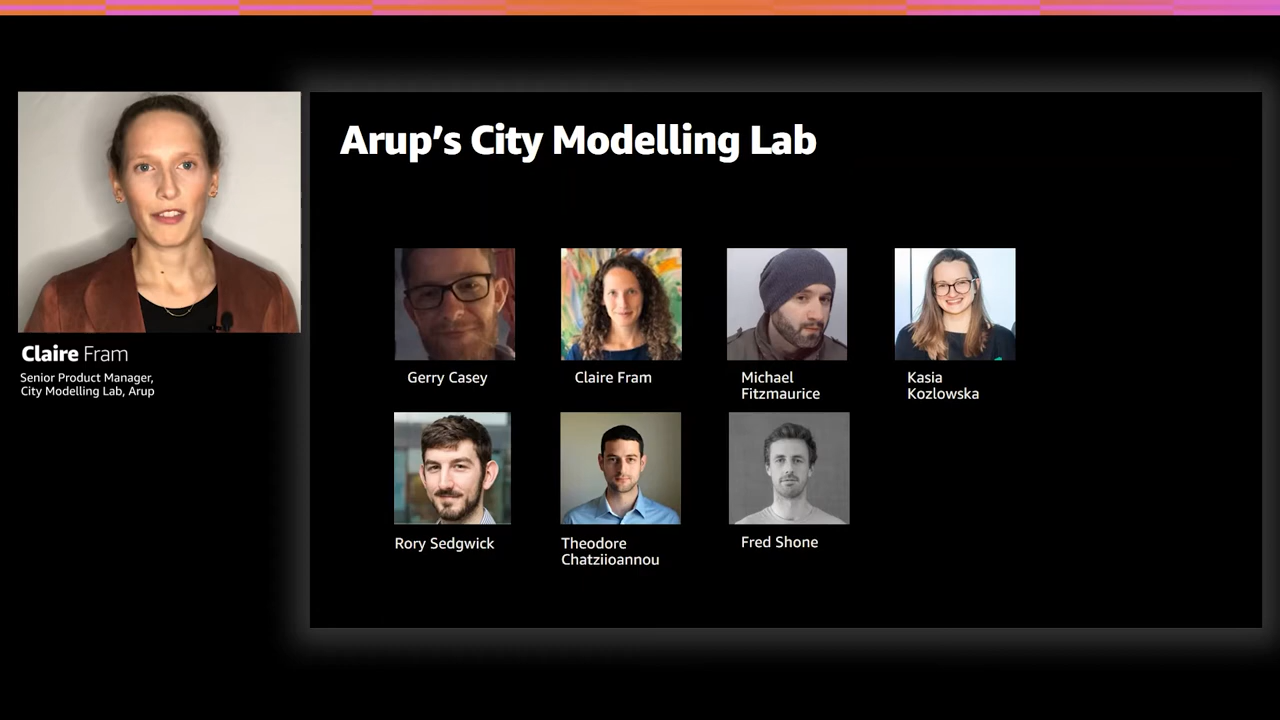 Arup’s City Modelling Lab
Claire Fram
Senior Product Manager,
City Modelling Lab, Arup
Gerry Casey
Claire Fram
Michael
Fitzmaurice
Kasia
Kozlowska
Rory Sedgwick
Theodore
Chatziioannou
Fred Shone